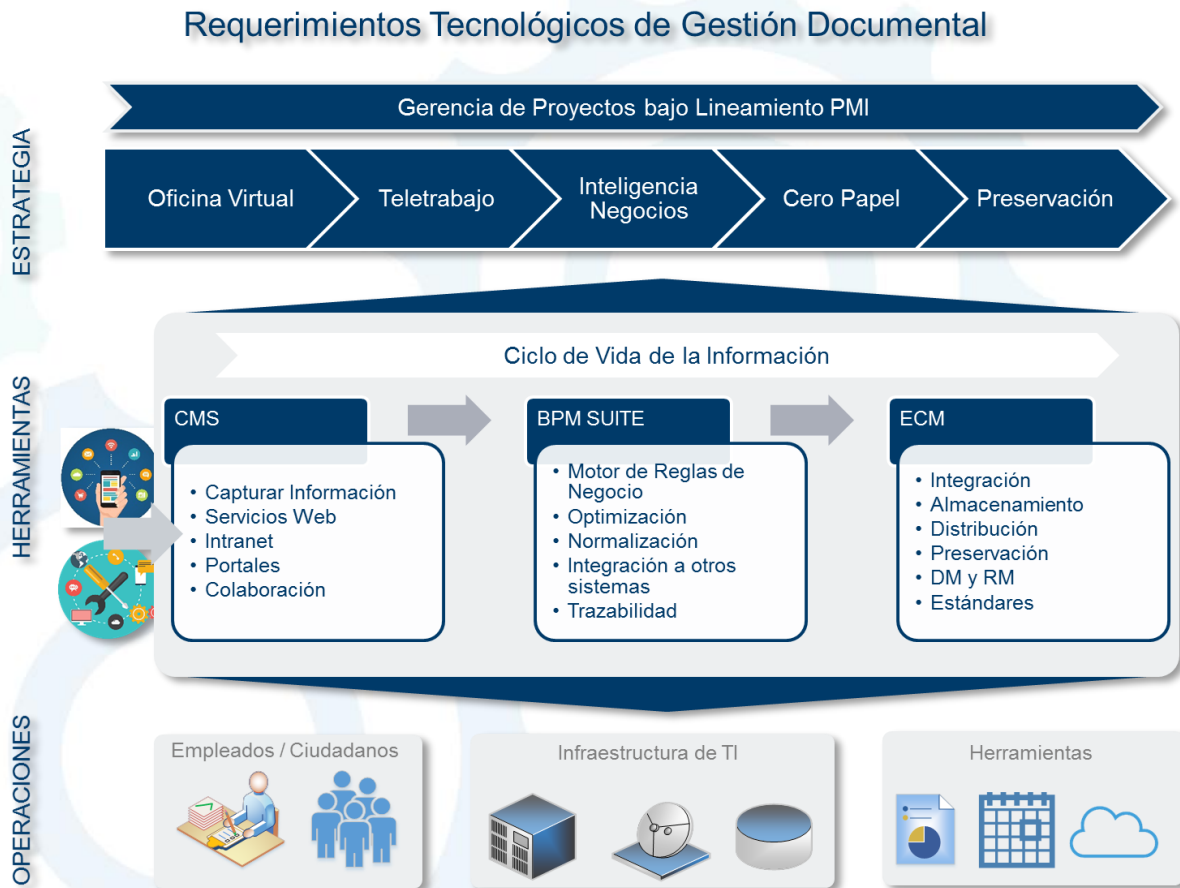 Requerimientos Tecnológicos de Gestión Documental
ESTRATEGIA
Gerencia de Proyectos bajo Lineamiento PMI
Oficina Virtual
Teletrabajo
Inteligencia
Negocios
Cero Papel
Preservación
HERRAMIENTAS
Ciclo de Vida de la Información
CMS
• Capturar Información
• Servicios Web
• Intranet
• Portales
• Colaboración
BPM SUITE
• Motor de Reglas de
Negocio
• Optimización
• Normalización
• Integración a otros
sistemas
• Trazabilidad
ECM
• Integración
• Almacenamiento
• Distribución
• Preservación
• DM y RM
• Estándares
OPERACIONES
Empleados / Ciudadanos
Infraestructura de TI
Herramientas